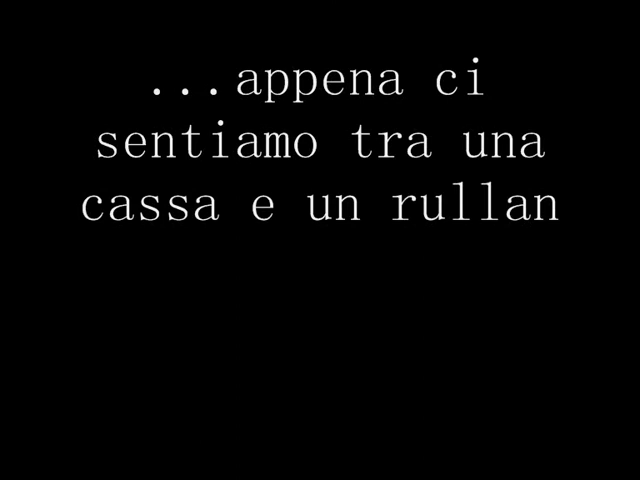 ...appena ci
sentiamo tra una
cassa e un rullan